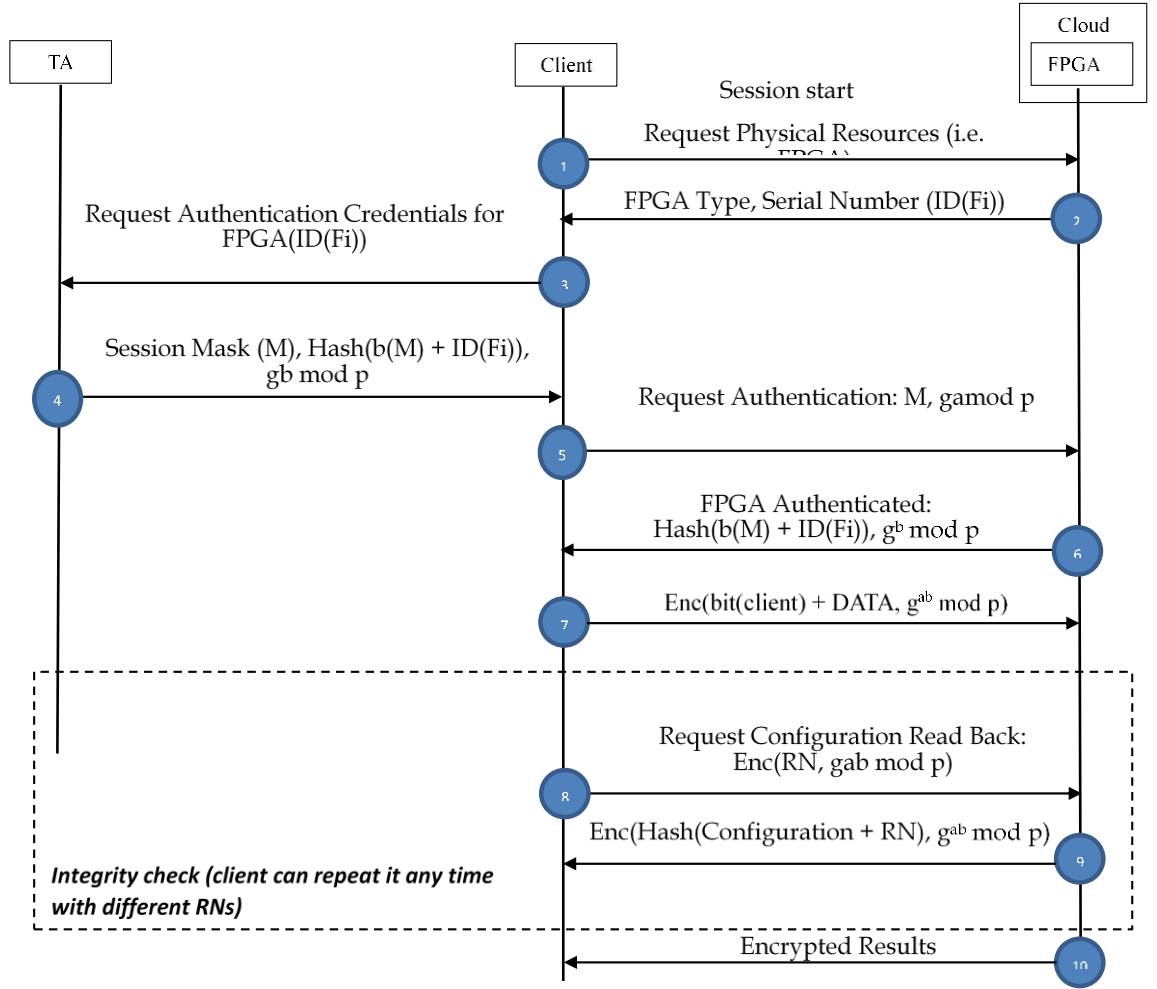 Cloud
TA
Client
FPGA
Session start
Request Physical Resources (i.e.
FPGA)
1
FPGA Type, Serial Number (ID(Fi))
2
Request Authentication Credentials for
FPGA(ID(Fi))
3
Session Mask (M), Hash(b(M) + ID(Fi)),
gb mod p
4
Request Authentication: M, gamod p
5
FPGA Authenticated:
Hash(b(M) + ID(Fi)), gᵇ mod p
6
Enc(bit(client) + DATA, gᵃᵇ mod p)
7
Request Configuration Read Back:
Enc(RN, gab mod p)
8
Enc(Hash(Configuration + RN), gᵃᵇ mod p)
9
Integrity check (client can repeat it any time
with different RNs)
Encrypted Results
10